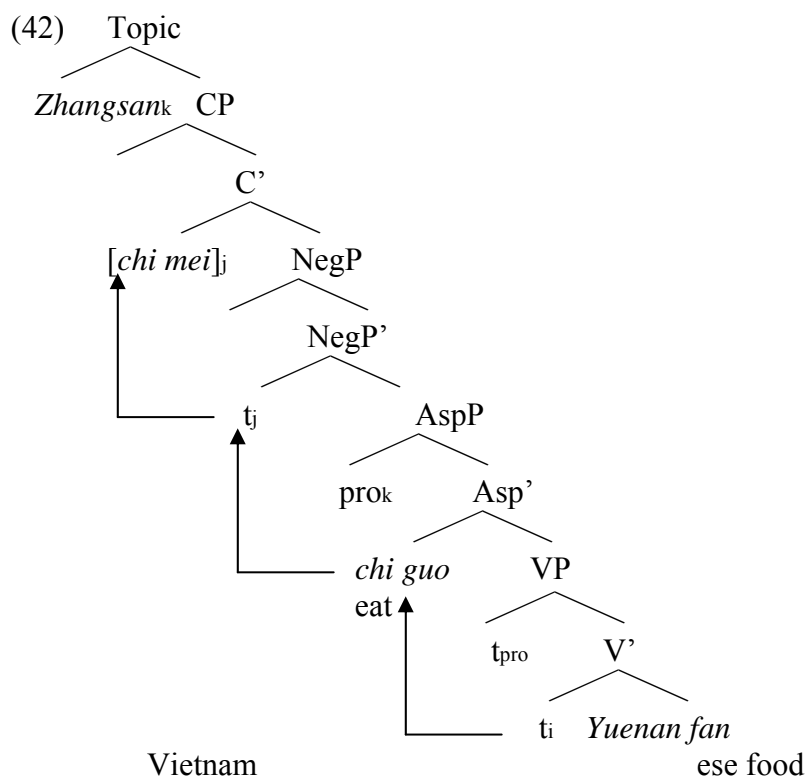 (42) Topic
Zhangsank CP
C’
[chi mei]j NegP
NegP’
tj AspP
prok Asp’
chi guo VP
eat
tpro V’
ti Yuenan fan
Vietnam ese food